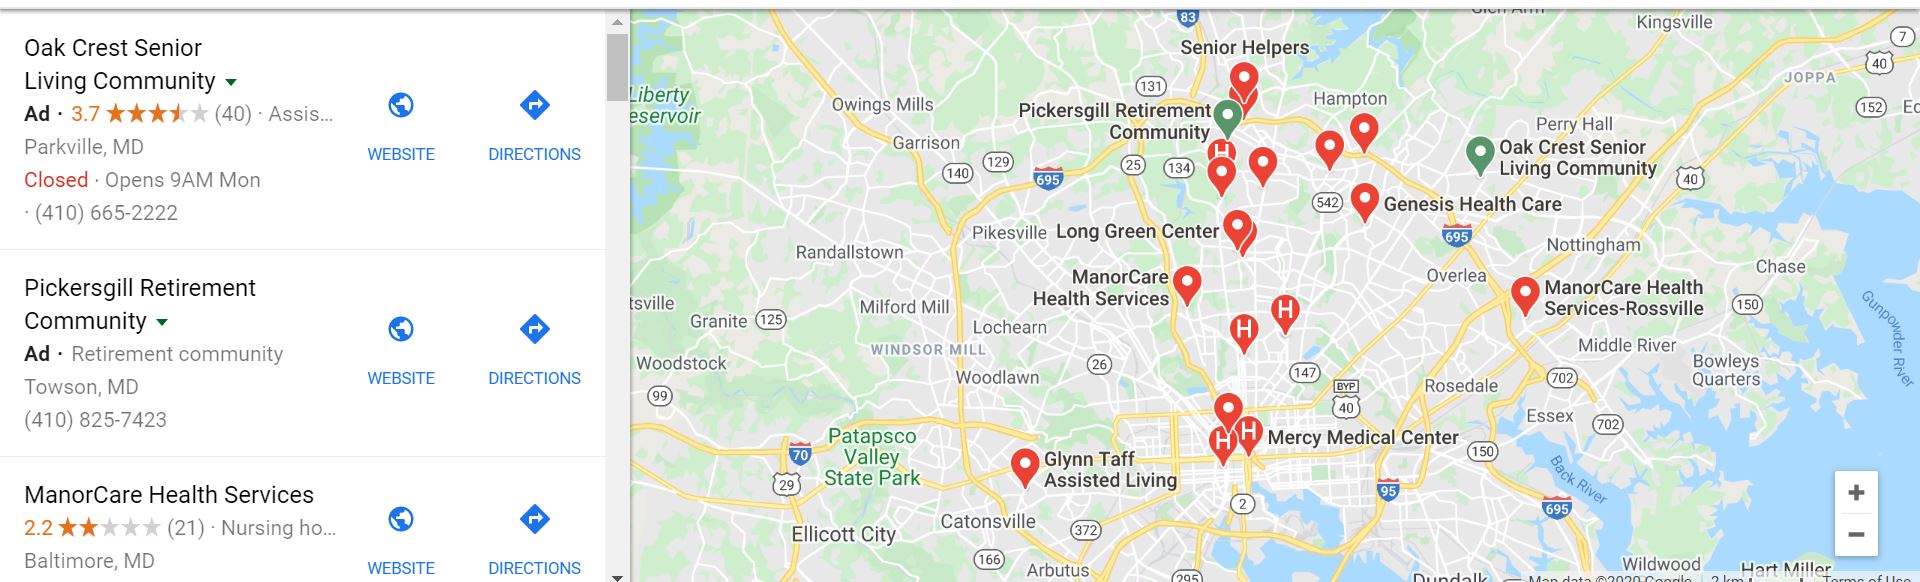 Oak Crest Senior
Living Community
Ad · 3.7 (40) · Assis...
Parkville, MD
Closed · Opens 9AM Mon
· (410) 665-2222
WEBSITE
DIRECTIONS
Pickersgill Retirement
Community
Ad · Retirement community
Towson, MD
(410) 825-7423
WEBSITE
DIRECTIONS
ManorCare Health Services
2.2 (21) · Nursing ho...
Baltimore, MD
WEBSITE
DIRECTIONS
83
Glen Arm
Kingsville
7
Senior Helpers
40
JOPPA
131
Liberty
eservoir
Owings Mills
Hampton
152
Pickersgill Retirement
Community
Perry Hall
Garrison
H
Oak Crest Senior
Living Community
129
25
134
140
695
40
542
Genesis Health Care
Pikesville
Long Green Center
695
Nottingham
Randallstown
Chase
ManorCare
Health Services
Overlea
ManorCare Health
Services-Rossville
tsville
Granite
125
Milford Mill
150
H
Gunpowder River
Lochearn
H
WINDSOR MILL
Middle River
Woodstock
26
Bowleys
Quarters
Woodlawn
147
BYP
40
702
Rosedale
99
Essex
702
Patapsco
Valley
State Park
H
H
Mercy Medical Center
70
150
Glynn Taff
Assisted Living
29
Back River
95
2
695
Catonsville
Ellicott City
372
166
Arbutus
295
Dundalk
Wildwood
Hart Miller
+
−
Map data ©2020 Google
2 km
Terms of Use